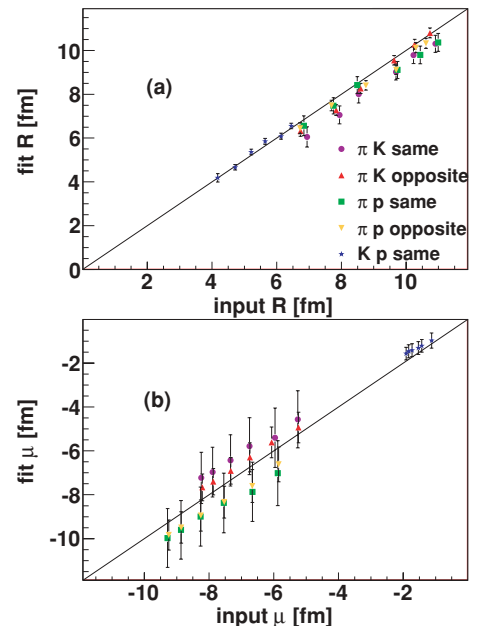 10
8
6
4
2
0
fit R [fm]
(a)
π K same
π K opposite
π p same
π p opposite
K p same
2 4 6 8 10
input R [fm]
-2
-4
-6
-8
-10
fit μ [fm]
(b)
-10 -8 -6 -4 -2
input μ [fm]